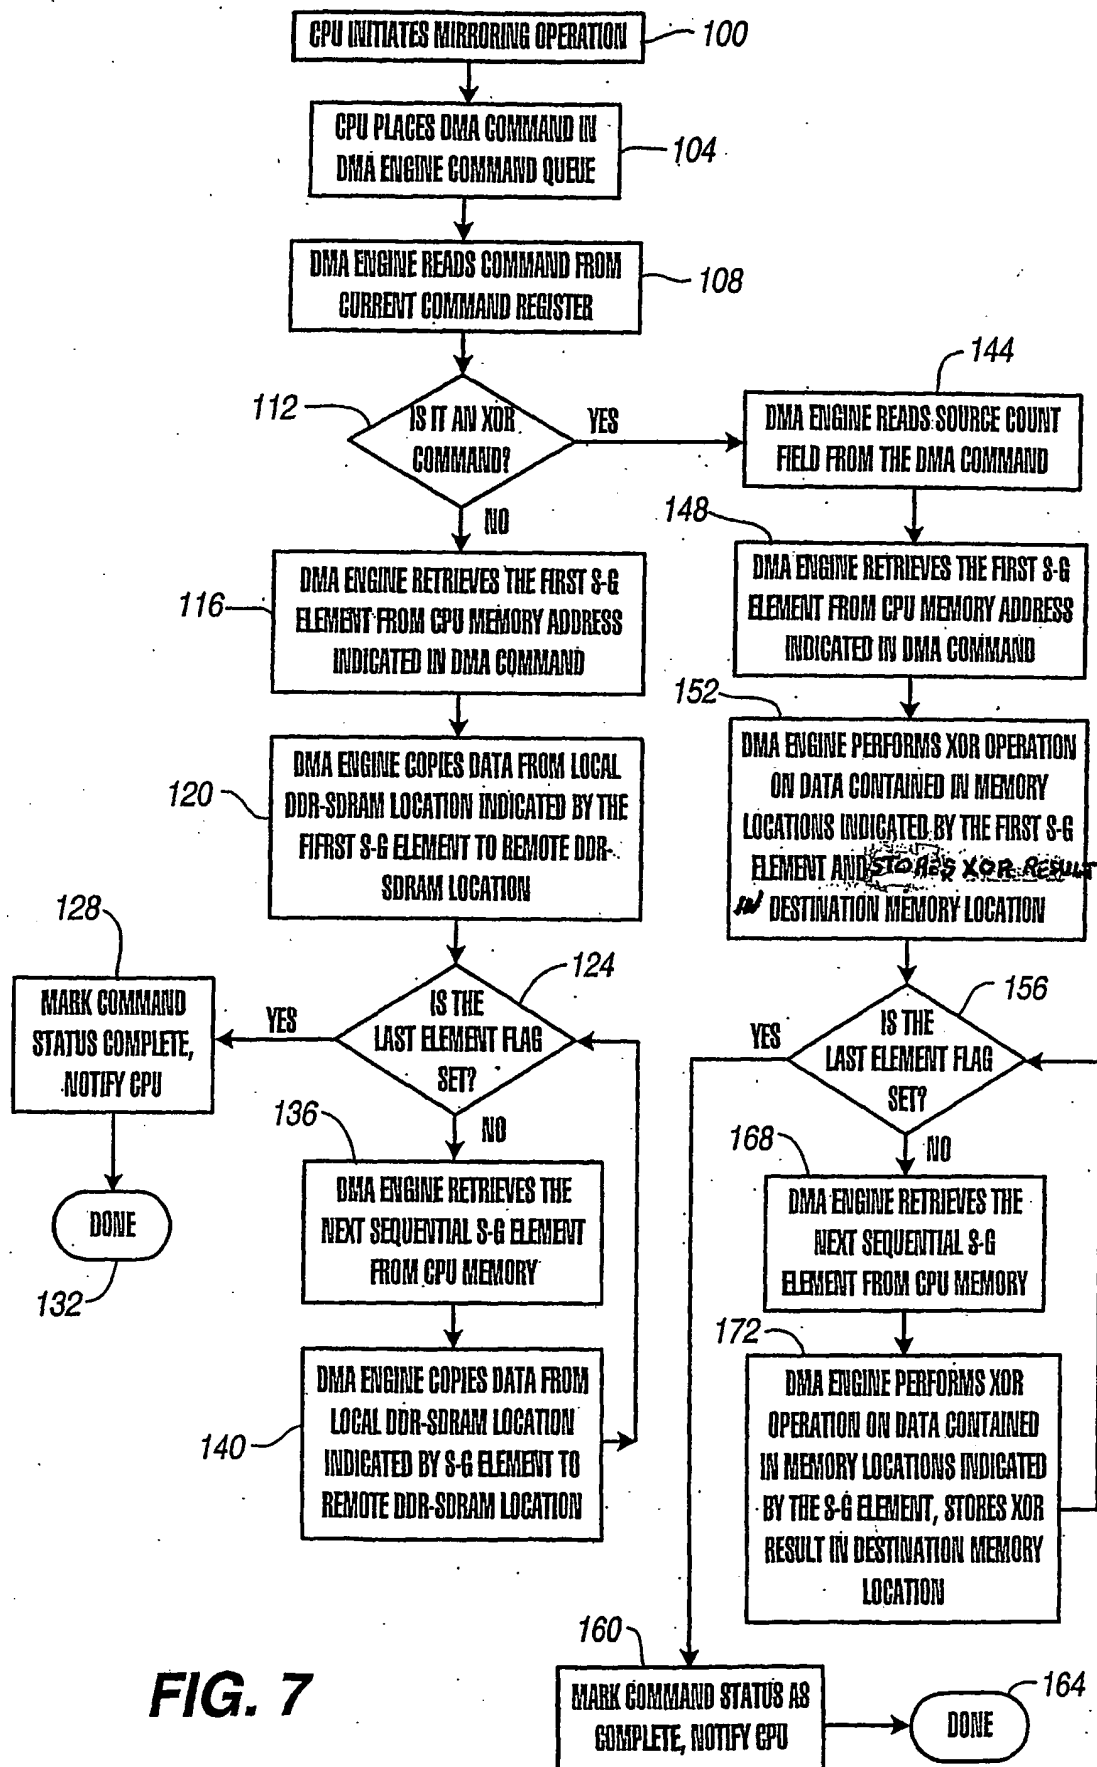 CPU INITIATES MIRRORING OPERATION
100
CPU PLACES DMA COMMAND IN
DMA ENGINE COMMAND QUEUE
104
DMA ENGINE READS COMMAND FROM
CURRENT COMMAND REGISTER
108
112
IS IT AN XOR
COMMAND?
YES
NO
144
DMA ENGINE READS SOURCE COUNT
FIELD FROM THE DMA COMMAND
116
DMA ENGINE RETRIEVES THE FIRST S-G
ELEMENT FROM CPU MEMORY ADDRESS
INDICATED IN DMA COMMAND
148
DMA ENGINE RETRIEVES THE FIRST S-G
ELEMENT FROM CPU MEMORY ADDRESS
INDICATED IN DMA COMMAND
120
DMA ENGINE COPIES DATA FROM LOCAL
DDR-SDRAM LOCATION INDICATED BY THE
FIFRST S-G ELEMENT TO REMOTE DDR-
SDRAM LOCATION
152
DMA ENGINE PERFORMS XOR OPERATION
ON DATA CONTAINED IN MEMORY
LOCATIONS INDICATED BY THE FIRST S-G
ELEMENT AND STORES XOR RESULT
IN DESTINATION MEMORY LOCATION
124
IS THE
LAST ELEMENT FLAG
SET?
YES
NO
128
MARK COMMAND
STATUS COMPLETE,
NOTIFY CPU
DONE
132
136
DMA ENGINE RETRIEVES THE
NEXT SEQUENTIAL S-G ELEMENT
FROM CPU MEMORY
140
DMA ENGINE COPIES DATA FROM
LOCAL DDR-SDRAM LOCATION
INDICATED BY S-G ELEMENT TO
REMOTE DDR-SDRAM LOCATION
156
IS THE
LAST ELEMENT FLAG
SET?
YES
NO
168
DMA ENGINE RETRIEVES THE
NEXT SEQUENTIAL S-G
ELEMENT FROM CPU MEMORY
172
DMA ENGINE PERFORMS XOR
OPERATION ON DATA CONTAINED
IN MEMORY LOCATIONS INDICATED
BY THE S-G ELEMENT, STORES XOR
RESULT IN DESTINATION MEMORY
LOCATION
160
MARK COMMAND STATUS AS
COMPLETE, NOTIFY CPU
DONE
164
FIG. 7